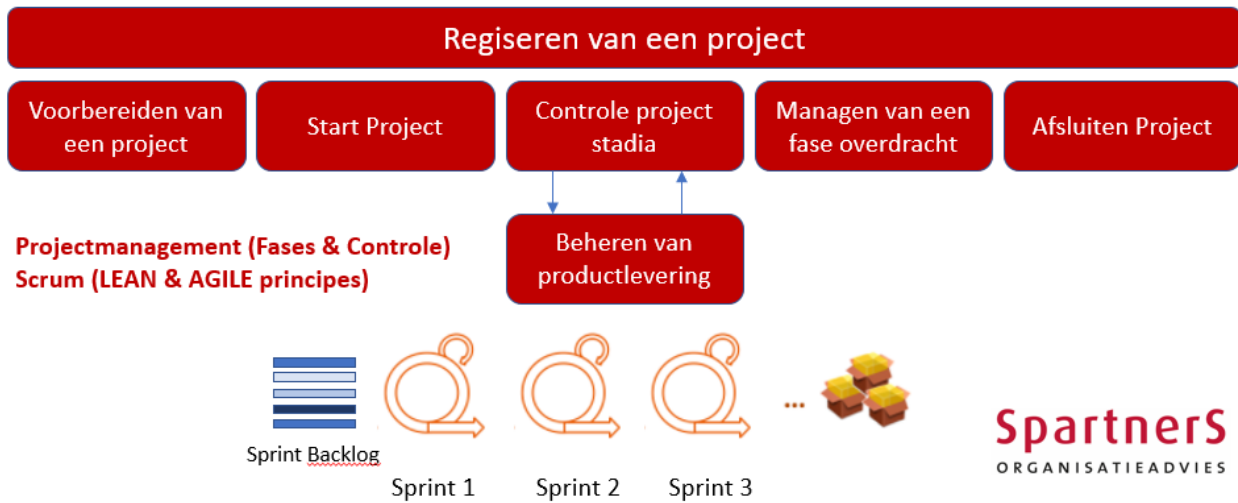 Regiseren van een project
Voorbereiden van
een project
Start Project
Controle project
stadia
Managen van een
fase overdracht
Afsluiten Project
Beheren van
productlevering
Projectmanagement (Fases & Controle)
Scrum (LEAN & AGILE principes)
...
Sprint Backlog
Sprint 1
Sprint 2
Sprint 3
SpartnerS
ORGANISATIEADVIES